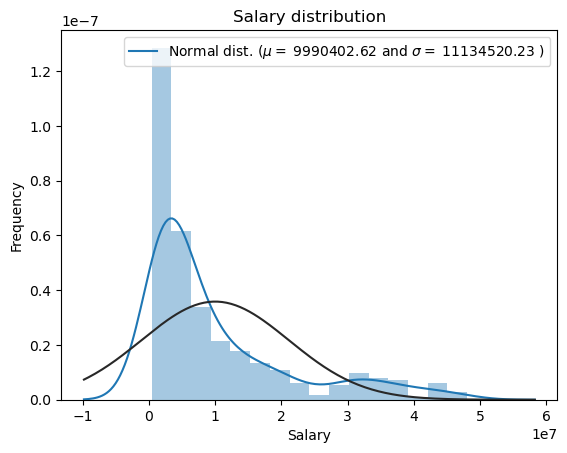 Salary distribution
1e−7
Normal dist. (μ = 9990402.62 and σ = 11134520.23 )
1.2
1.0
0.8
0.6
0.4
0.2
0.0
Frequency
−1 0 1 2 3 4 5 6
1e7
Salary